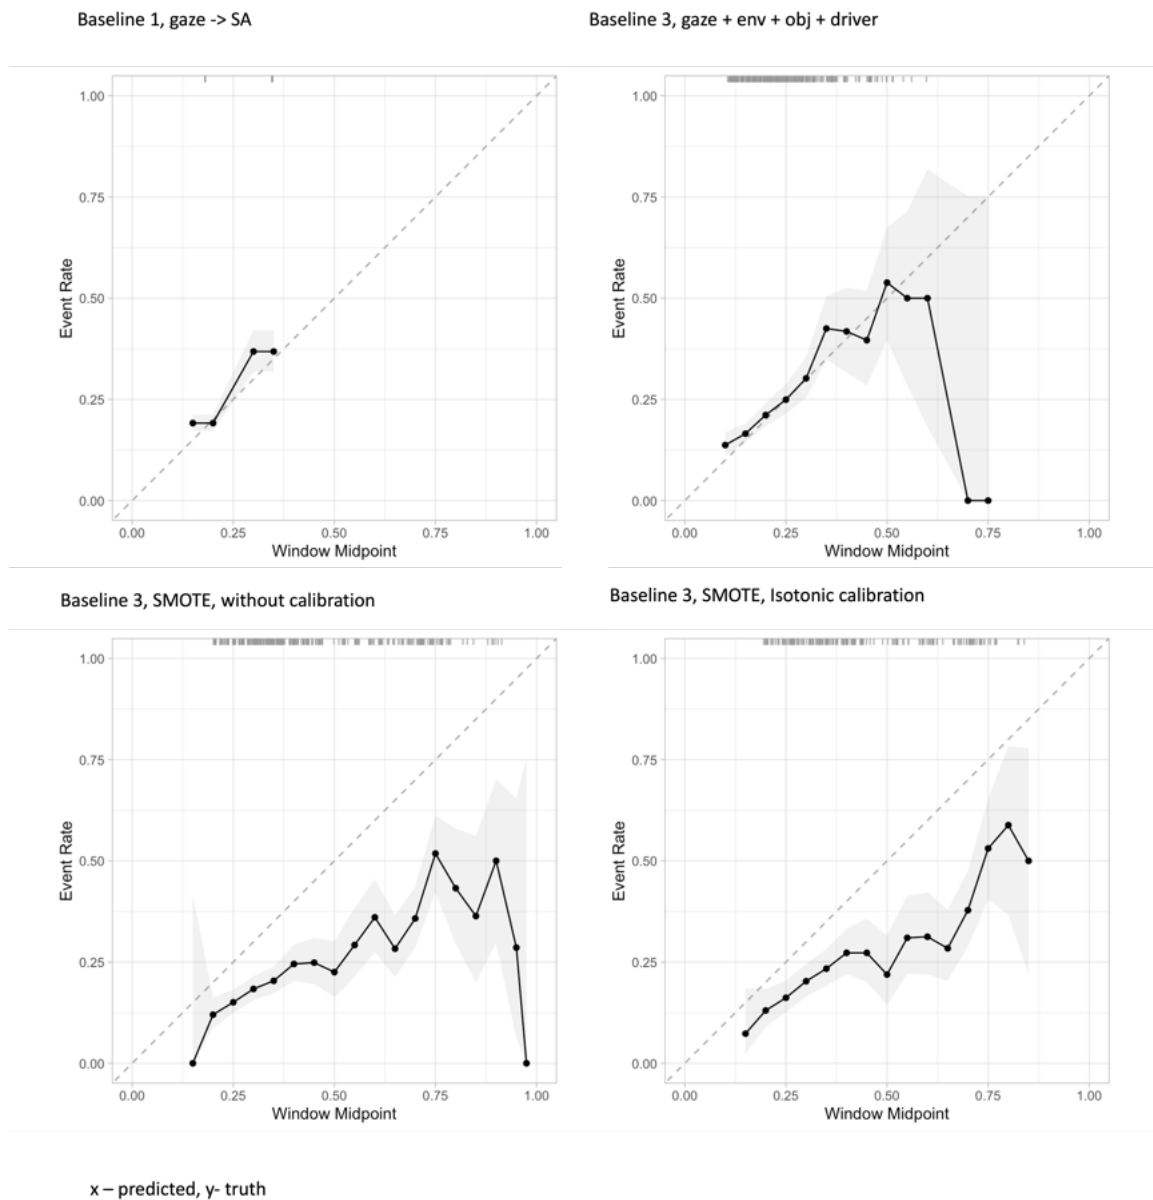 Baseline 1, gaze -> SA
Baseline 3, gaze + env + obj + driver
1.00
0.75
0.50
0.25
0.00
Event Rate
0.00 0.25 0.50 0.75 1.00
Window Midpoint
1.00
0.75
0.50
0.25
0.00
Event Rate
0.00 0.25 0.50 0.75 1.00
Window Midpoint
Baseline 3, SMOTE, without calibration
Baseline 3, SMOTE, Isotonic calibration
1.00
0.75
0.50
0.25
0.00
Event Rate
0.00 0.25 0.50 0.75 1.00
Window Midpoint
1.00
0.75
0.50
0.25
0.00
Event Rate
0.00 0.25 0.50 0.75 1.00
Window Midpoint
x – predicted, y- truth